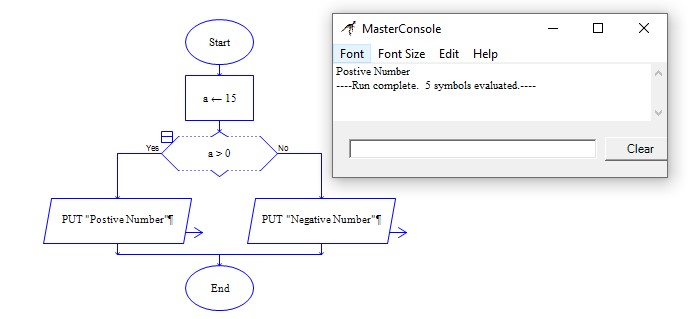 Start
a ← 15
Yes
a > 0
No
PUT "Postive Number"¶
PUT "Negative Number"¶
End
MasterConsole
Font Font Size Edit Help
Postive Number
----Run complete.  5 symbols evaluated.----
Clear